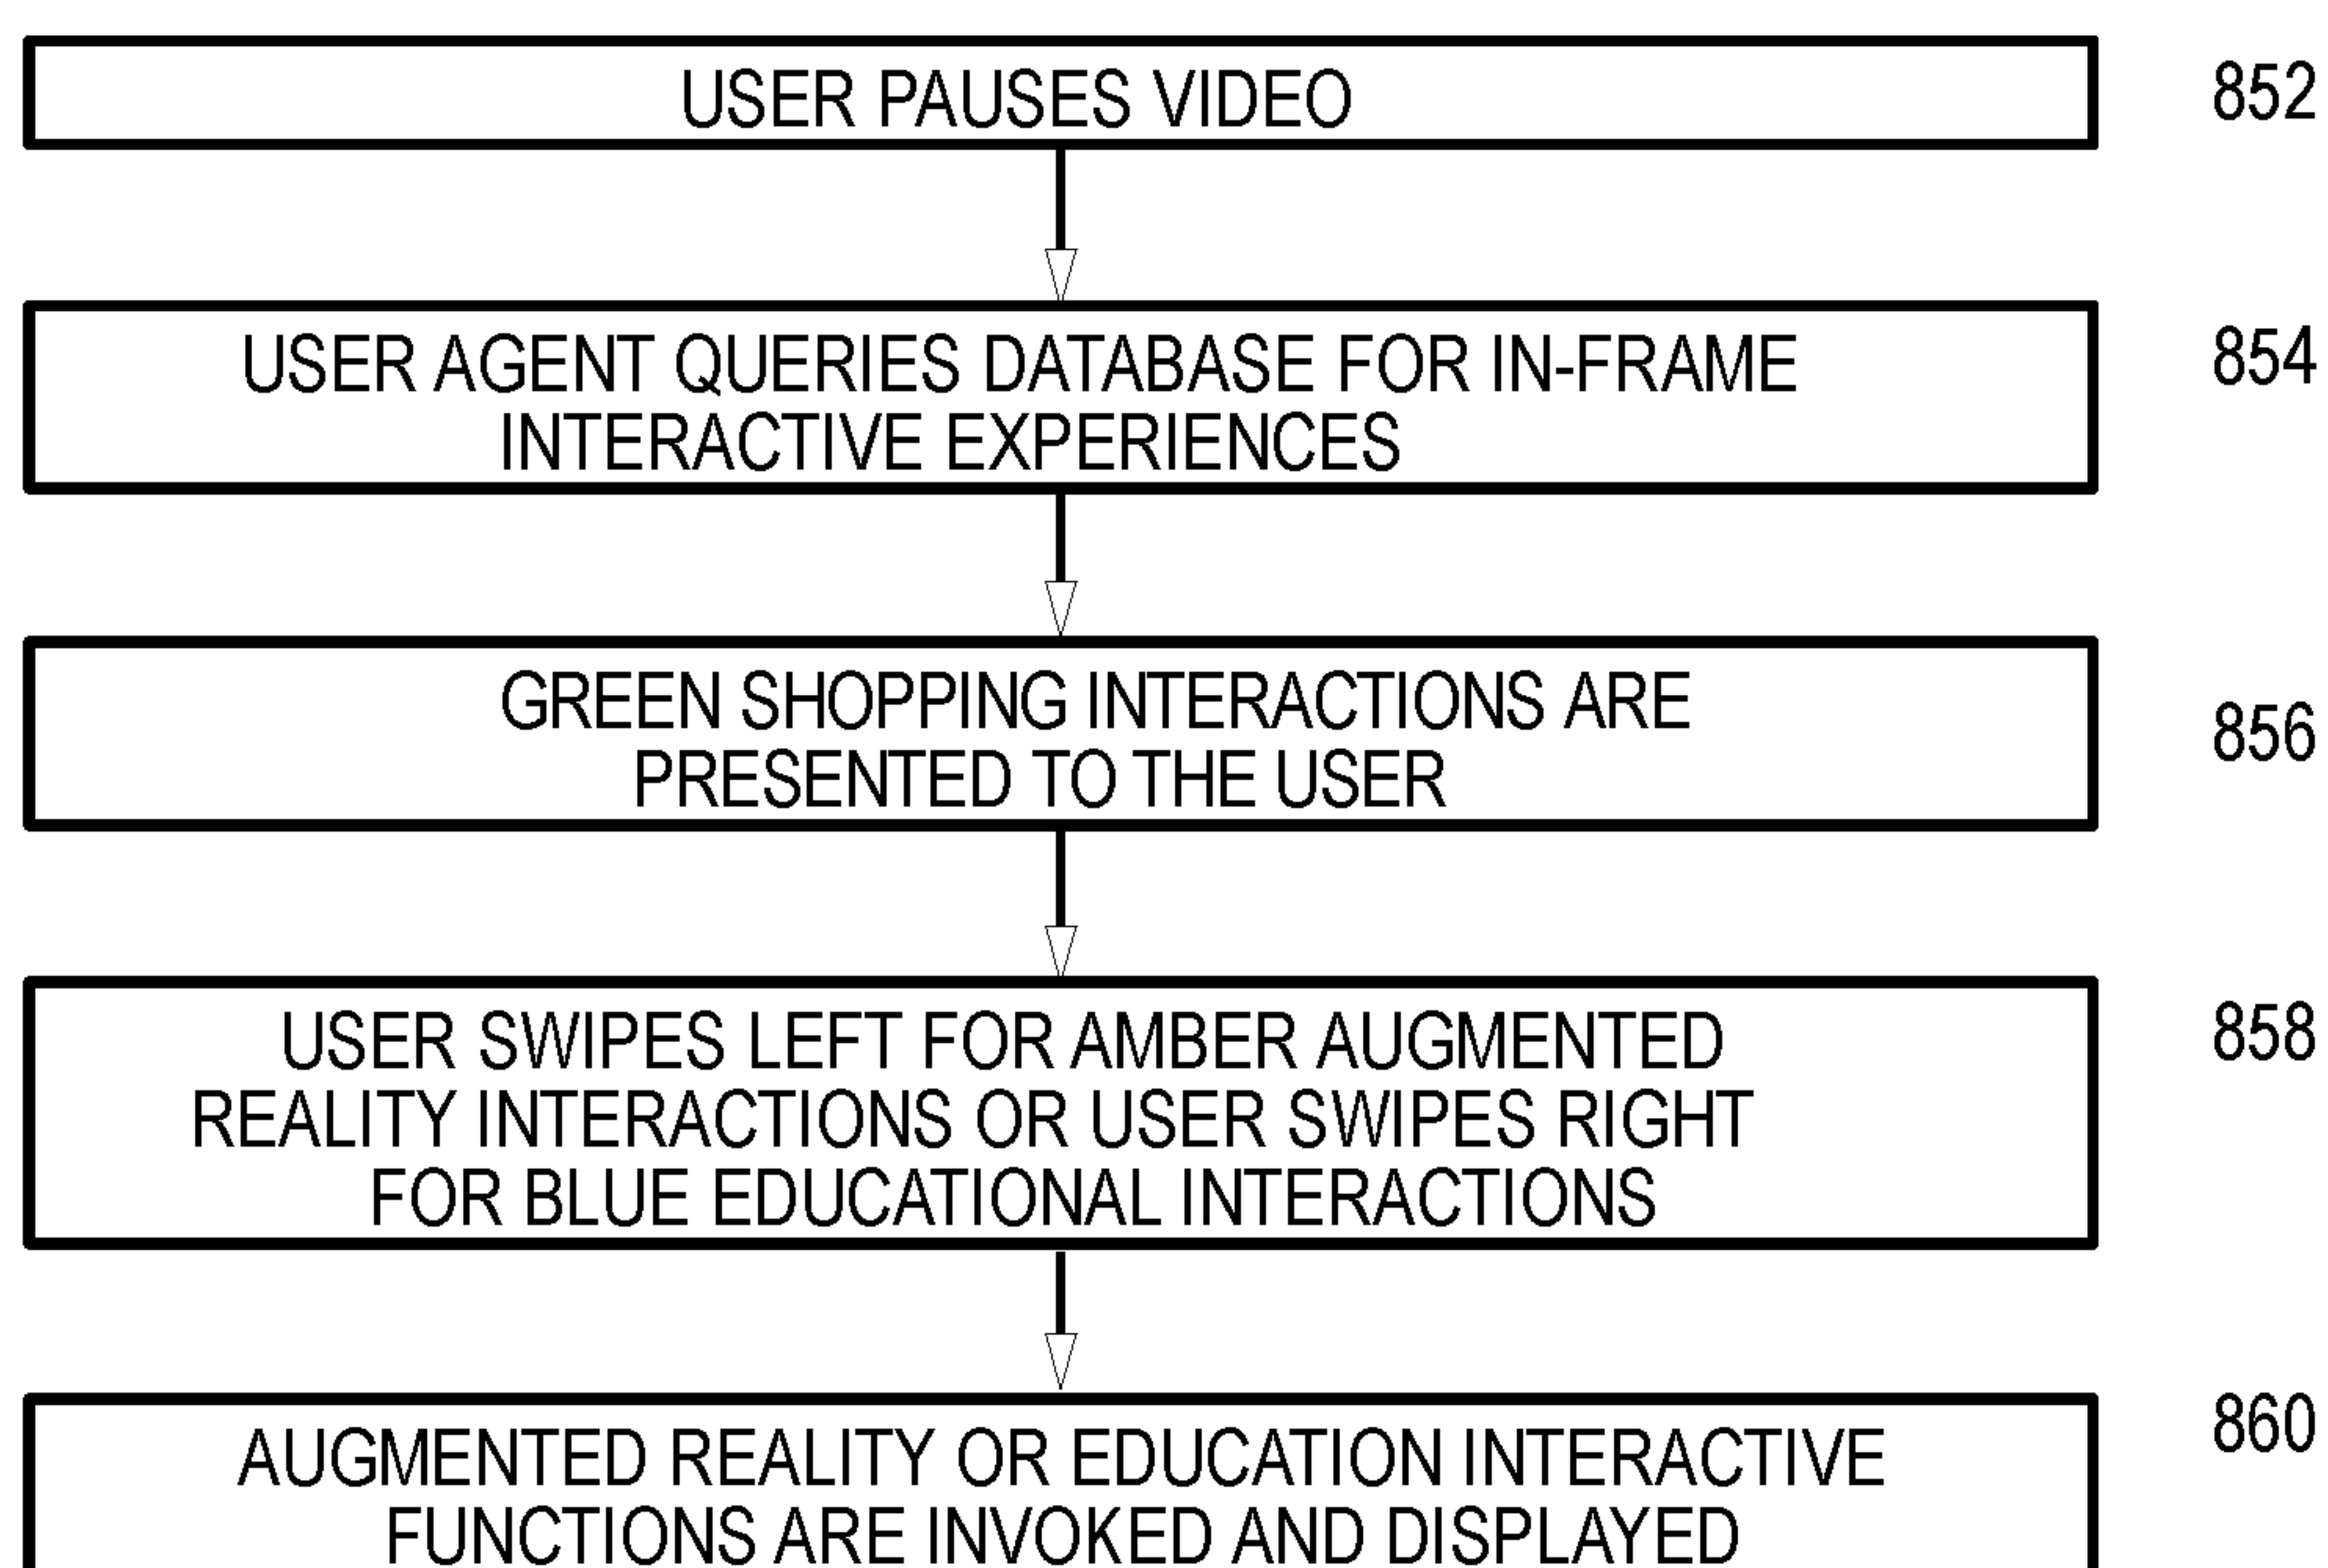 USER PAUSES VIDEO
852
USER AGENT QUERIES DATABASE FOR IN-FRAME
INTERACTIVE EXPERIENCES
854
GREEN SHOPPING INTERACTIONS ARE
PRESENTED TO THE USER
856
USER SWIPES LEFT FOR AMBER AUGMENTED
REALITY INTERACTIONS OR USER SWIPES RIGHT
FOR BLUE EDUCATIONAL INTERACTIONS
858
AUGMENTED REALITY OR EDUCATION INTERACTIVE
FUNCTIONS ARE INVOKED AND DISPLAYED
860